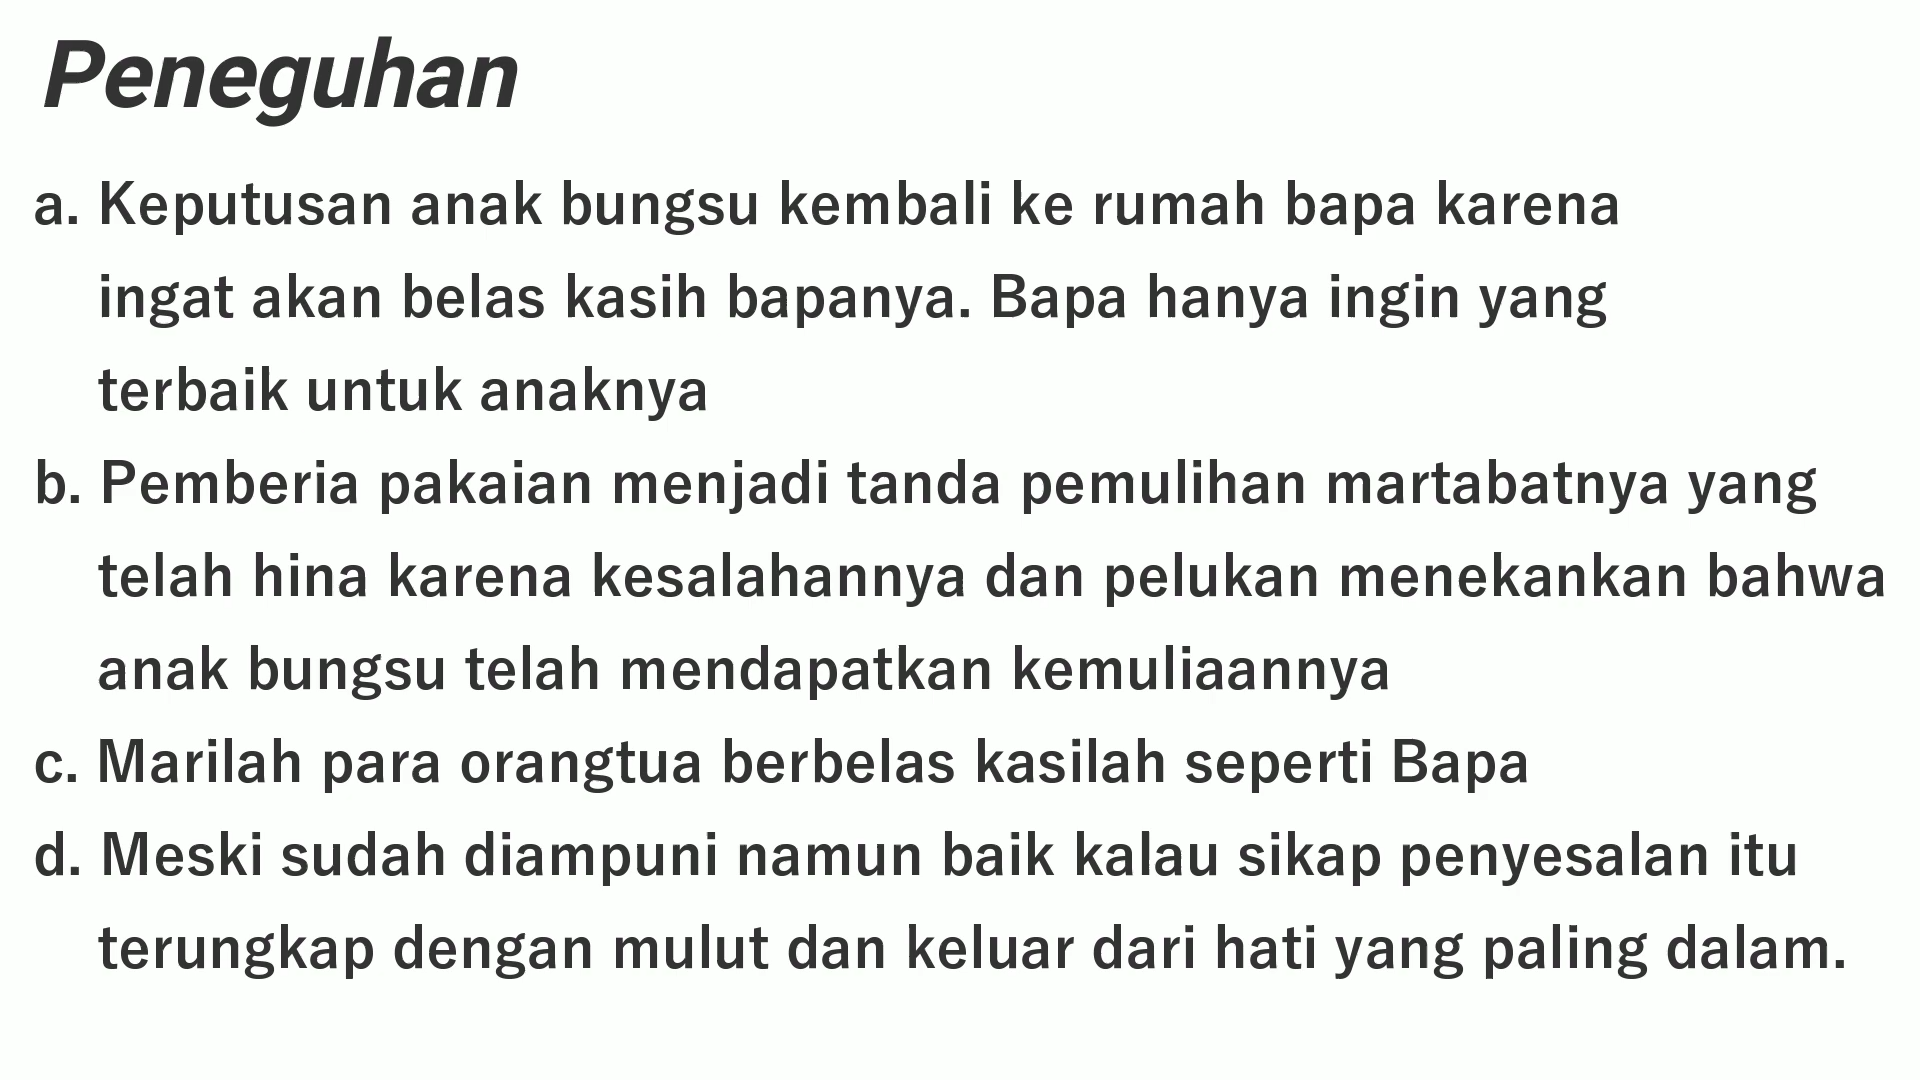 Peneguhan
a. Keputusan anak bungsu kembali ke rumah bapa karena
ingat akan belas kasih bapanya. Bapa hanya ingin yang
terbaik untuk anaknya
b. Pemberia pakaian menjadi tanda pemulihan martabatnya yang
telah hina karena kesalahannya dan pelukan menekankan bahwa
anak bungsu telah mendapatkan kemuliaannya
c. Marilah para orangtua berbelas kasilah seperti Bapa
d. Meski sudah diampuni namun baik kalau sikap penyesalan itu
terungkap dengan mulut dan keluar dari hati yang paling dalam.